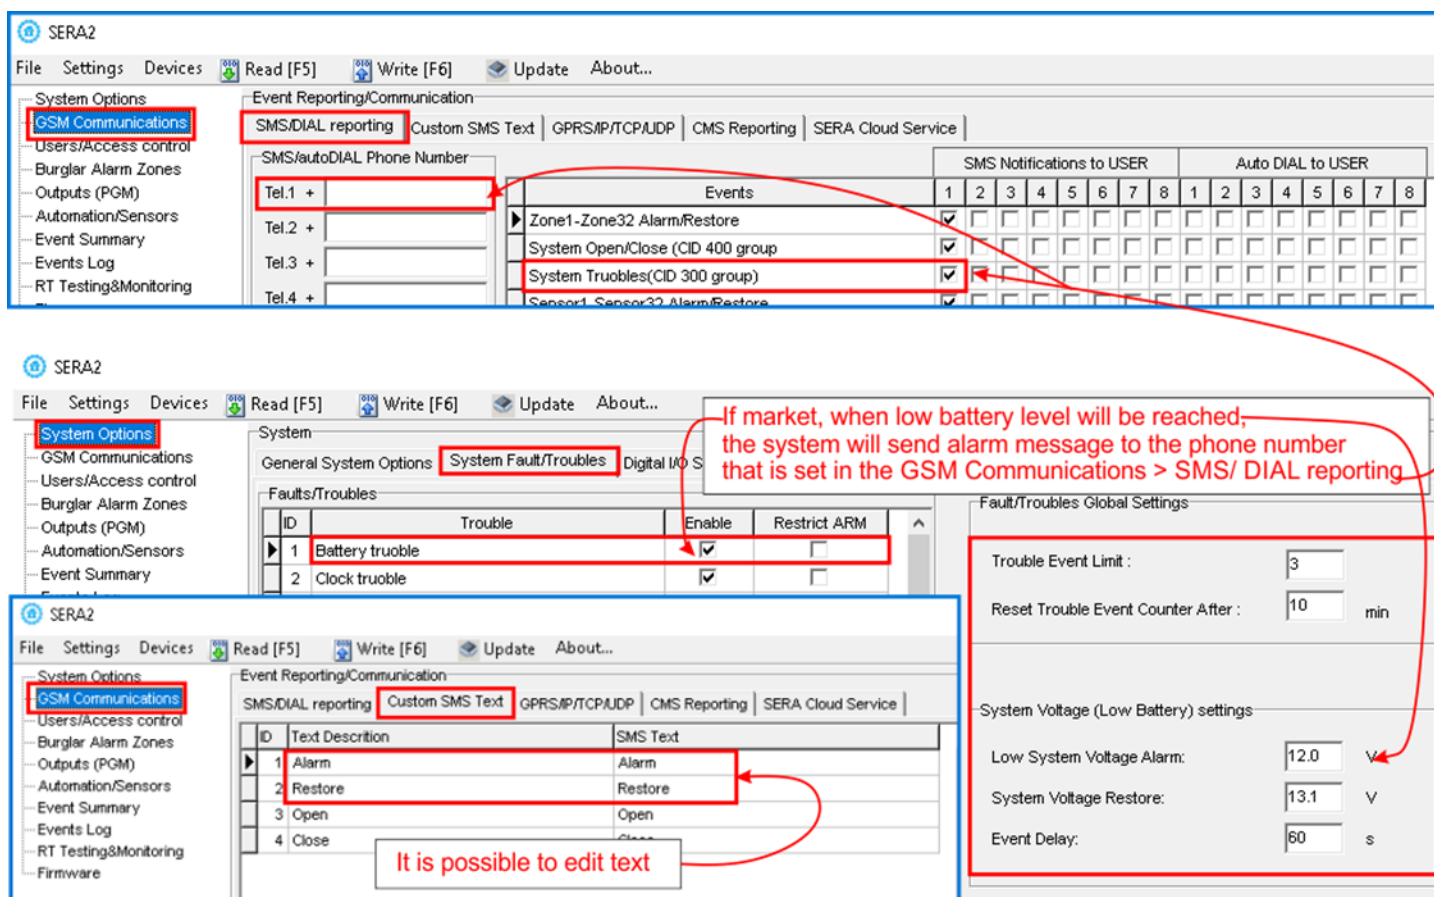 SERA2
File Settings Devices Read [F5] Write [F6] Update About...
System Options
GSM Communications
Users/Access control
Burglar Alarm Zones
Outputs (PGM)
Automation/Sensors
Event Summary
Events Log
RT Testing&Monitoring
Event Reporting/Communication
SMS/DIAL reporting Custom SMS Text GPRS/IP/TCP/UDP CMS Reporting SERA Cloud Service
SMS/autoDIAL Phone Number
Tel.1 +
Tel.2 +
Tel.3 +
Tel.4 +
SMS Notifications to USER Auto DIAL to USER
Events 1 2 3 4 5 6 7 8 1 2 3 4 5 6 7 8
Zone1-Zone32 Alarm/Restore
System Open/Close (CID 400 group
System Truobles(CID 300 group)
Sensor1-Sensor32 Alarm/Restore
SERA2
File Settings Devices Read [F5] Write [F6] Update About...
If market, when low battery level will be reached,
the system will send alarm message to the phone number
that is set in the GSM Communications > SMS/ DIAL reporting
System Options
GSM Communications
Users/Access control
Burglar Alarm Zones
Outputs (PGM)
Automation/Sensors
Event Summary
System
General System Options System Fault/Troubles Digital I/O S
Faults/Troubles
ID Trouble Enable Restrict ARM
1 Battery truoble
2 Clock truoble
Fault/Troubles Global Settings
Trouble Event Limit : 3
Reset Trouble Event Counter After : 10 min
System Voltage (Low Battery) settings
Low System Voltage Alarm: 12.0 V
System Voltage Restore: 13.1 V
Event Delay: 60 s
SERA2
File Settings Devices Read [F5] Write [F6] Update About...
System Options
GSM Communications
Users/Access control
Burglar Alarm Zones
Outputs (PGM)
Automation/Sensors
Event Summary
Events Log
RT Testing&Monitoring
Firmware
Event Reporting/Communication
SMS/DIAL reporting Custom SMS Text GPRS/IP/TCP/UDP CMS Reporting SERA Cloud Service
ID Text Descrition SMS Text
1 Alarm Alarm
2 Restore Restore
3 Open Open
4 Close Close
It is possible to edit text